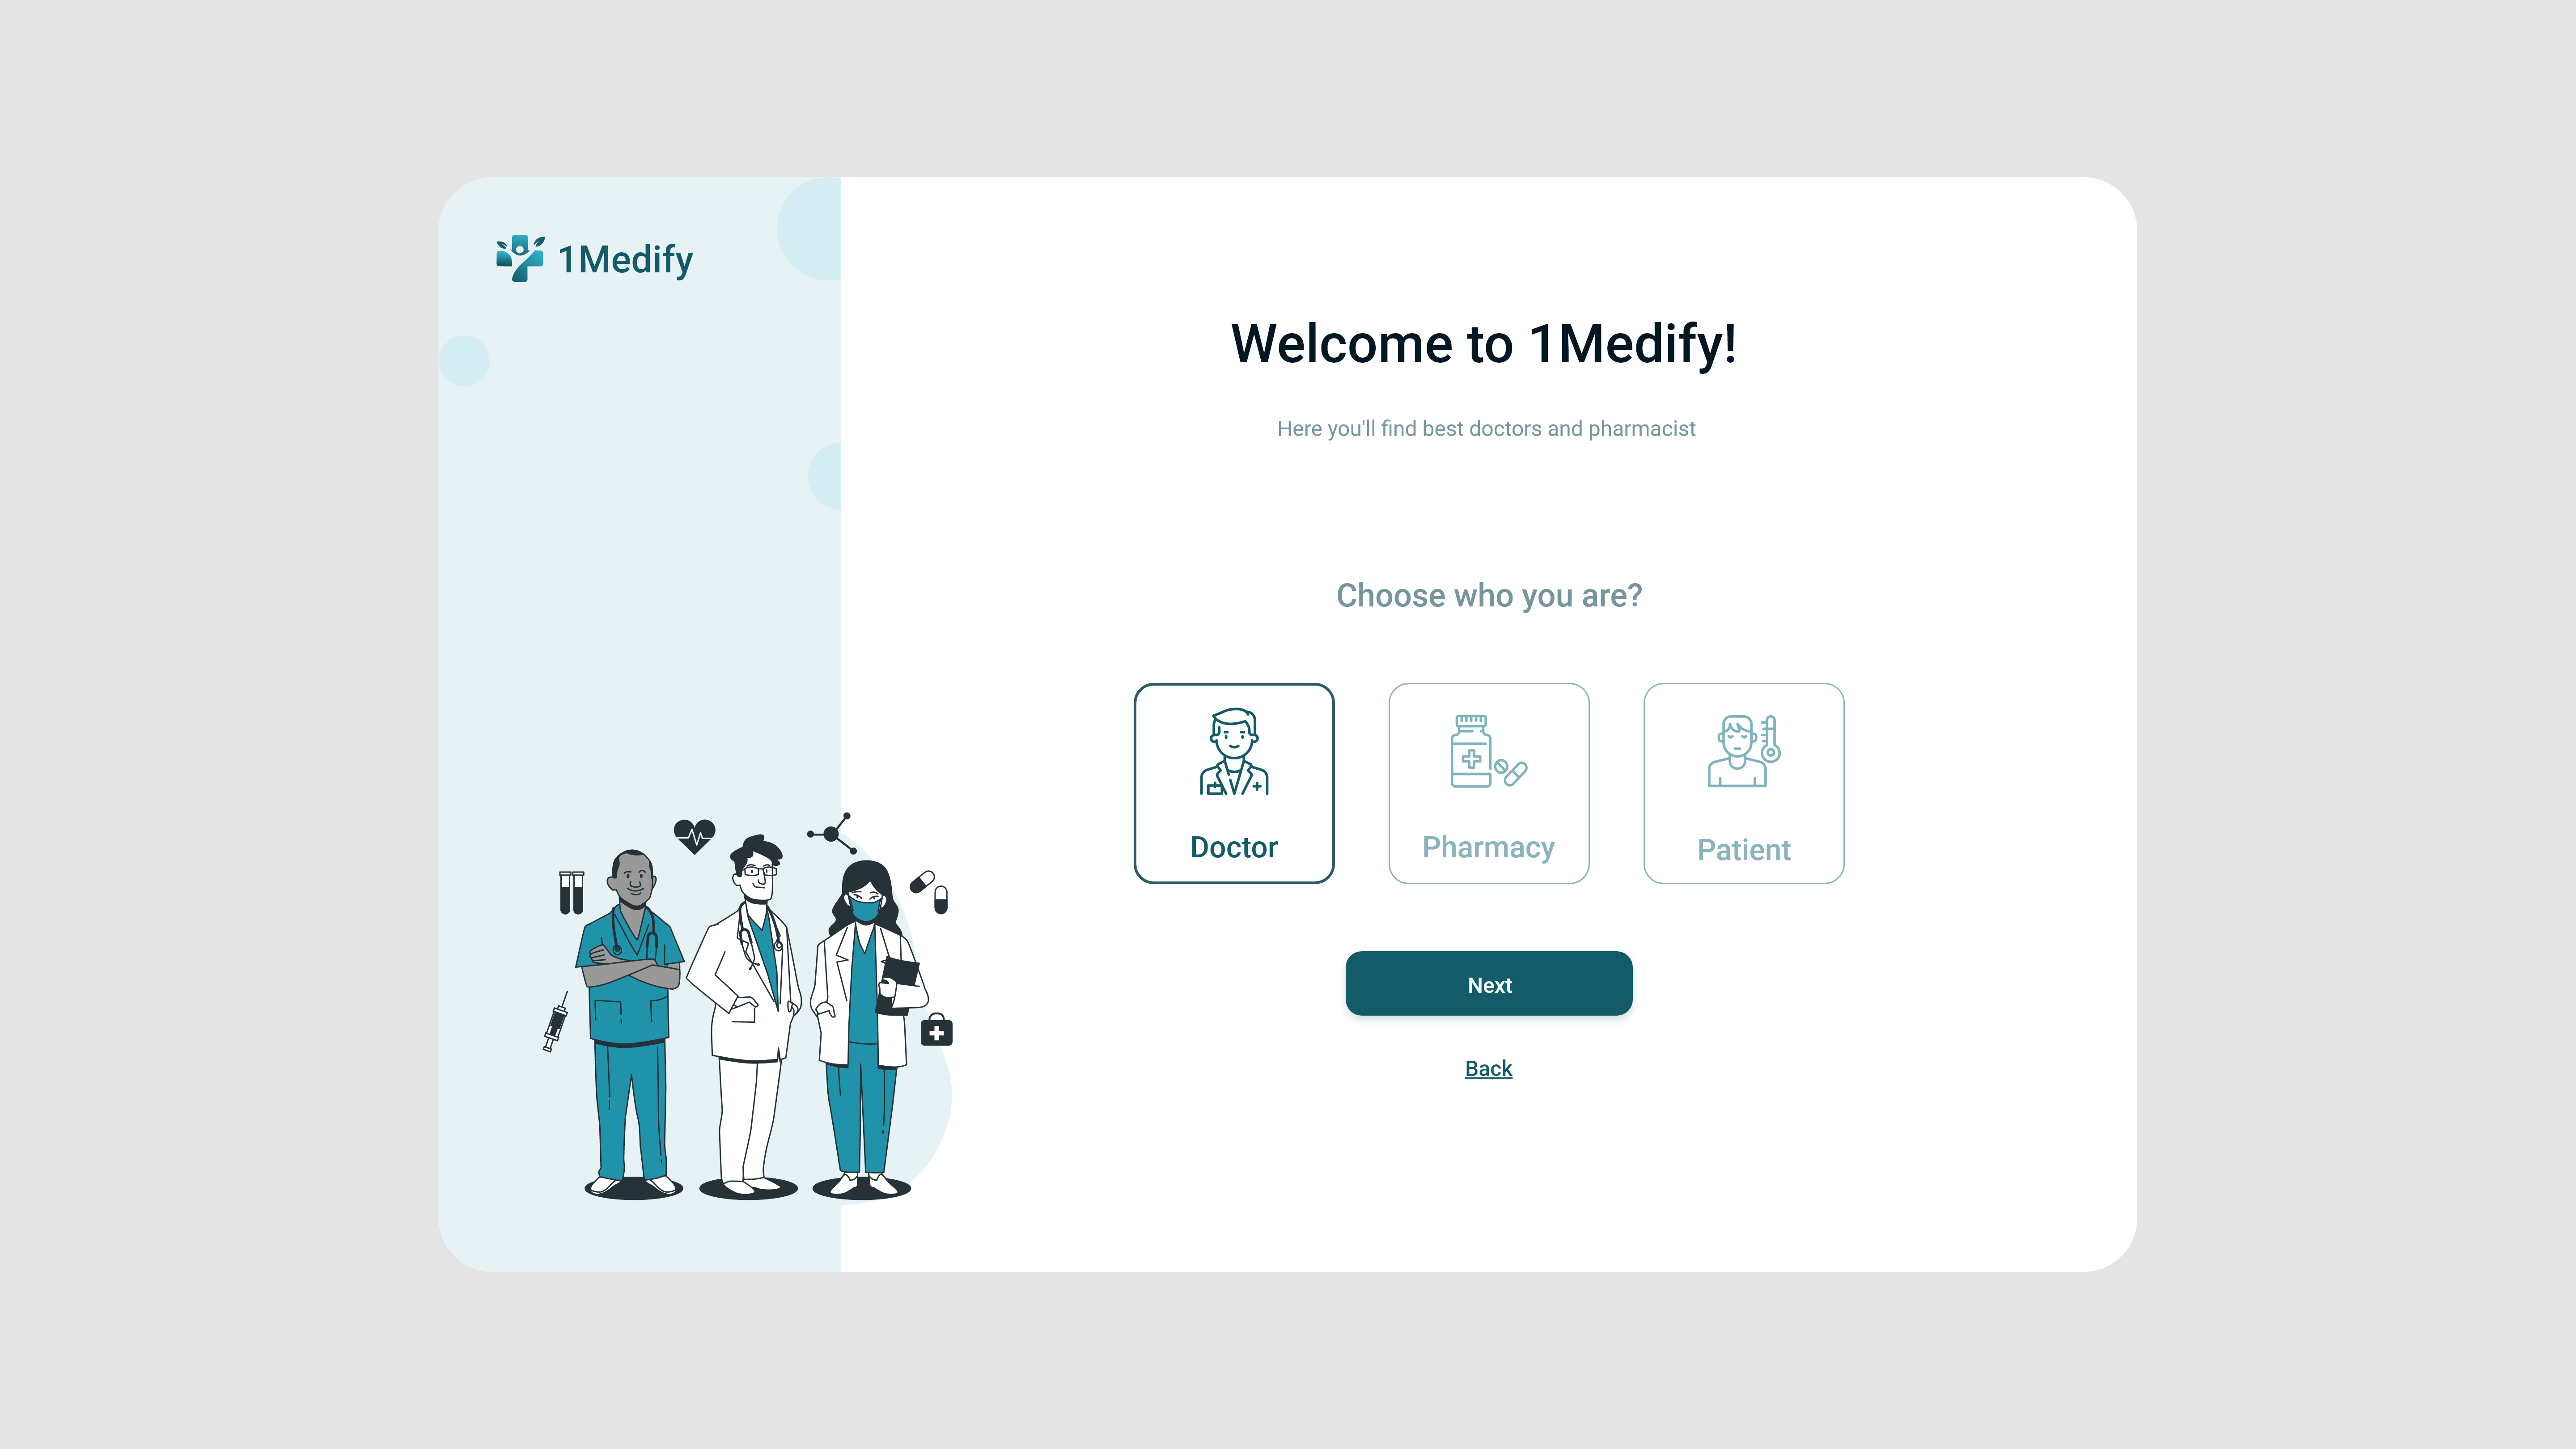 1Medify
Welcome to 1Medify!
Here you'll find best doctors and pharmacist
Choose who you are?
Doctor
Pharmacy
Patient
Next
Back